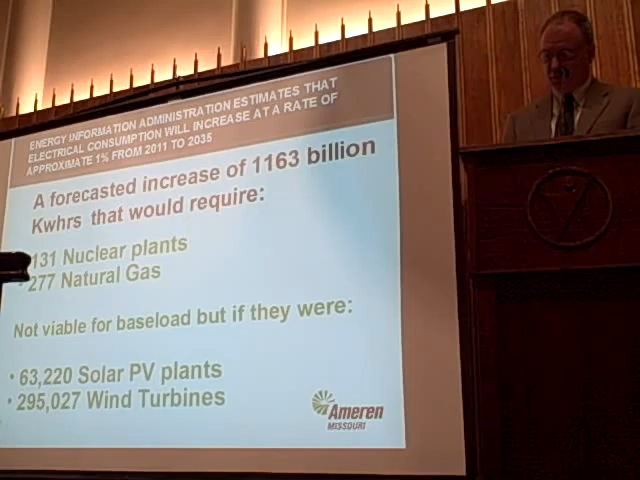 ENERGY INFORMATION ADMINISTRATION ESTIMATES THAT
ELECTRICAL CONSUMPTION WILL INCREASE AT A RATE OF
APPROXIMATE 1% FROM 2011 TO 2035
A forecasted increase of 1163 billion
Kwhrs that would require:
131 Nuclear plants
• 277 Natural Gas
Not viable for baseload but if they were:
• 63,220 Solar PV plants
• 295,027 Wind Turbines
Ameren
MISSOURI